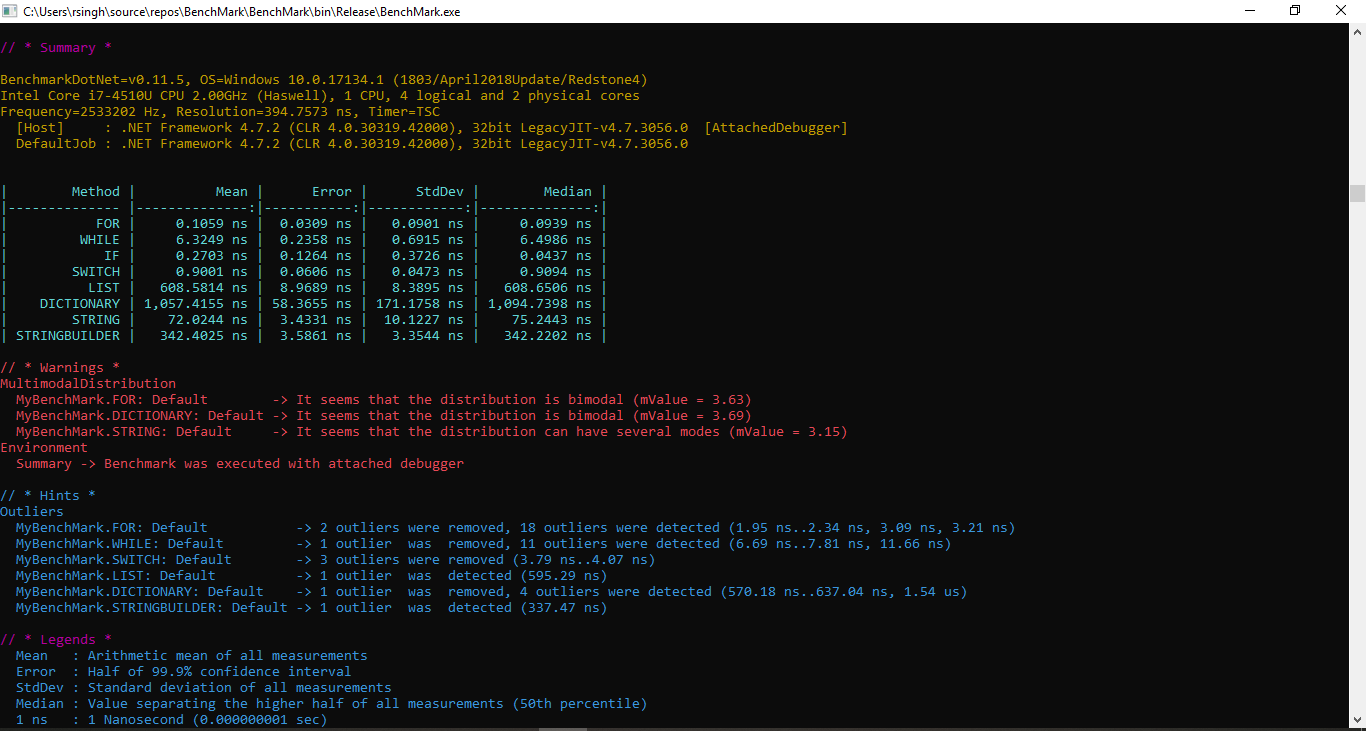 C:\Users\rsingh\source\repos\BenchMark\BenchMark\bin\Release\BenchMark.exe
// * Summary *
BenchmarkDotNet=v0.11.5, OS=Windows 10.0.17134.1 (1803/April2018Update/Redstone4)
Intel Core i7-4510U CPU 2.00GHz (Haswell), 1 CPU, 4 logical and 2 physical cores
Frequency=2533202 Hz, Resolution=394.7573 ns, Timer=TSC
  [Host]     : .NET Framework 4.7.2 (CLR 4.0.30319.42000), 32bit LegacyJIT-v4.7.3056.0  [AttachedDebugger]
  DefaultJob : .NET Framework 4.7.2 (CLR 4.0.30319.42000), 32bit LegacyJIT-v4.7.3056.0
|        Method |          Mean |      Error |      StdDev |        Median |
|-------------- |--------------:|-----------:|------------:|--------------:|
|           FOR |     0.1059 ns |  0.0309 ns |   0.0901 ns |     0.0939 ns |
|         WHILE |     6.3249 ns |  0.2358 ns |   0.6915 ns |     6.4986 ns |
|            IF |     0.2703 ns |  0.1264 ns |   0.3726 ns |     0.0437 ns |
|        SWITCH |     0.9001 ns |  0.0606 ns |   0.0473 ns |     0.9094 ns |
|          LIST |   608.5814 ns |  8.9689 ns |   8.3895 ns |   608.6506 ns |
|    DICTIONARY | 1,057.4155 ns | 58.3655 ns | 171.1758 ns | 1,094.7398 ns |
|        STRING |    72.0244 ns |  3.4331 ns |  10.1227 ns |    75.2443 ns |
| STRINGBUILDER |   342.4025 ns |  3.5861 ns |   3.3544 ns |   342.2202 ns |
// * Warnings *
MultimodalDistribution
  MyBenchMark.FOR: Default        -> It seems that the distribution is bimodal (mValue = 3.63)
  MyBenchMark.DICTIONARY: Default -> It seems that the distribution is bimodal (mValue = 3.69)
  MyBenchMark.STRING: Default     -> It seems that the distribution can have several modes (mValue = 3.15)
Environment
  Summary -> Benchmark was executed with attached debugger
// * Hints *
Outliers
  MyBenchMark.FOR: Default           -> 2 outliers were removed, 18 outliers were detected (1.95 ns..2.34 ns, 3.09 ns, 3.21 ns)
  MyBenchMark.WHILE: Default         -> 1 outlier  was  removed, 11 outliers were detected (6.69 ns..7.81 ns, 11.66 ns)
  MyBenchMark.SWITCH: Default        -> 3 outliers were removed (3.79 ns..4.07 ns)
  MyBenchMark.LIST: Default          -> 1 outlier  was  detected (595.29 ns)
  MyBenchMark.DICTIONARY: Default    -> 1 outlier  was  removed, 4 outliers were detected (570.18 ns..637.04 ns, 1.54 us)
  MyBenchMark.STRINGBUILDER: Default -> 1 outlier  was  detected (337.47 ns)
// * Legends *
  Mean   : Arithmetic mean of all measurements
  Error  : Half of 99.9% confidence interval
  StdDev : Standard deviation of all measurements
  Median : Value separating the higher half of all measurements (50th percentile)
  1 ns   : 1 Nanosecond (0.000000001 sec)